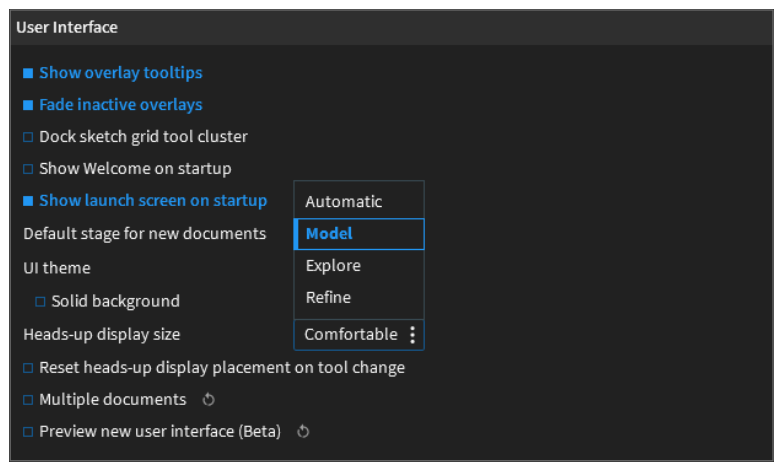 User Interface
Show overlay tooltips
Fade inactive overlays
Dock sketch grid tool cluster
Show Welcome on startup
Show launch screen on startup
Automatic
Default stage for new documents
Model
UI theme
Explore
Solid background
Refine
Heads-up display size
Comfortable
Reset heads-up display placement on tool change
Multiple documents
Preview new user interface (Beta)